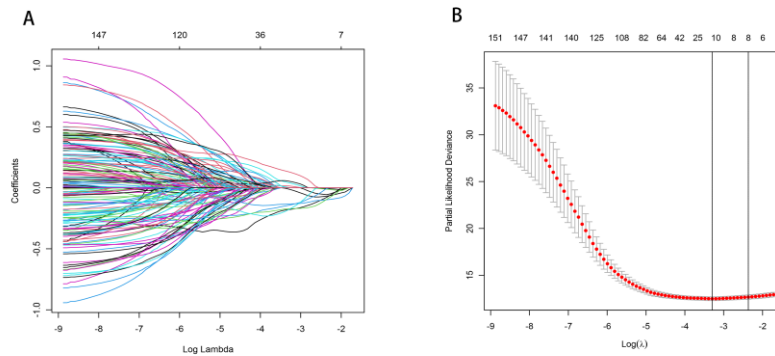 A
147 120 36 7
1.0
0.5
0.0
-0.5
-1.0
Coefficients
-9 -8 -7 -6 -5 -4 -3 -2
Log Lambda
B
151 147 141 140 125 108 82 64 42 25 10 8 8 6
35
30
25
20
15
Partial Likelihood Deviance
-9 -8 -7 -6 -5 -4 -3 -2
Log(λ)